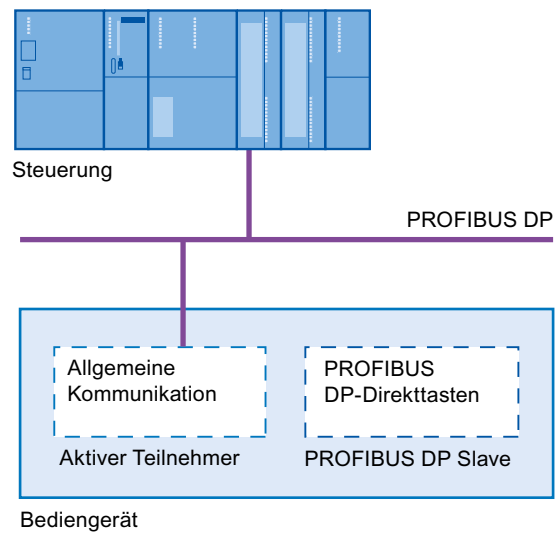 Steuerung
PROFIBUS DP
Allgemeine
Kommunikation
PROFIBUS
DP-Direkttasten
Aktiver Teilnehmer
PROFIBUS DP Slave
Bediengerät